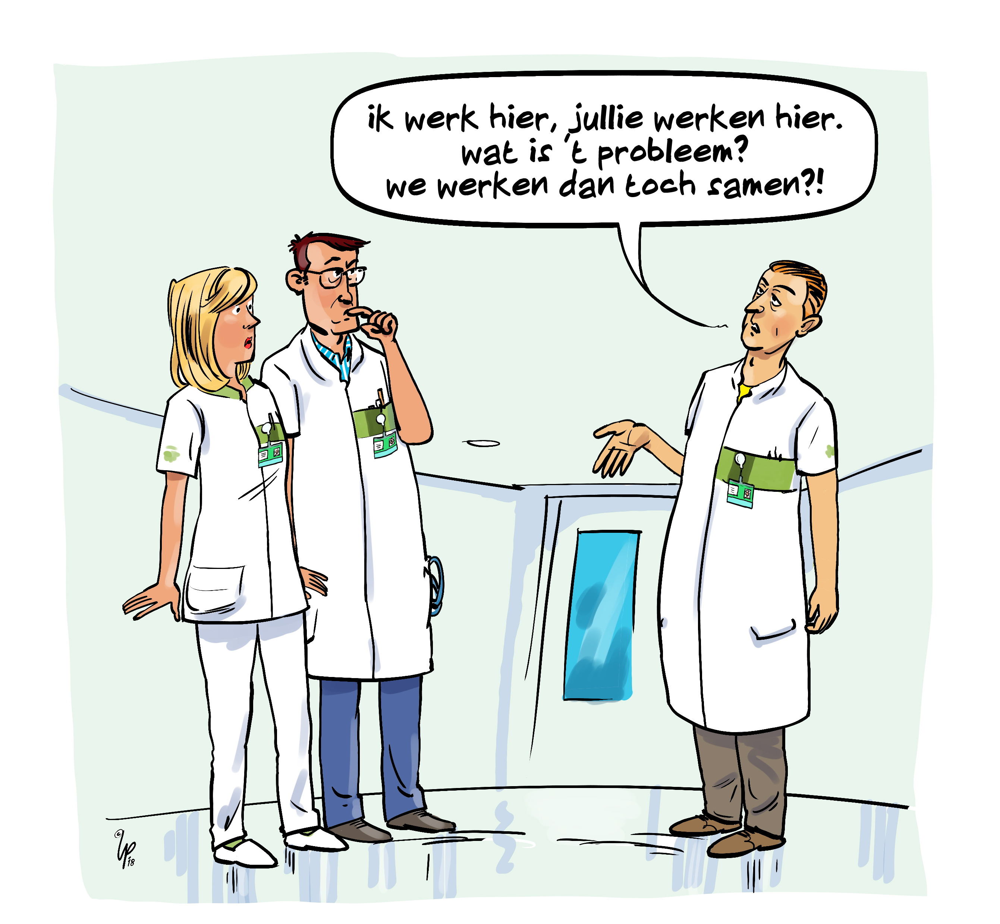 ik werk hier, jullie werken hier.
wat is 't probleem?
we werken dan toch samen?!